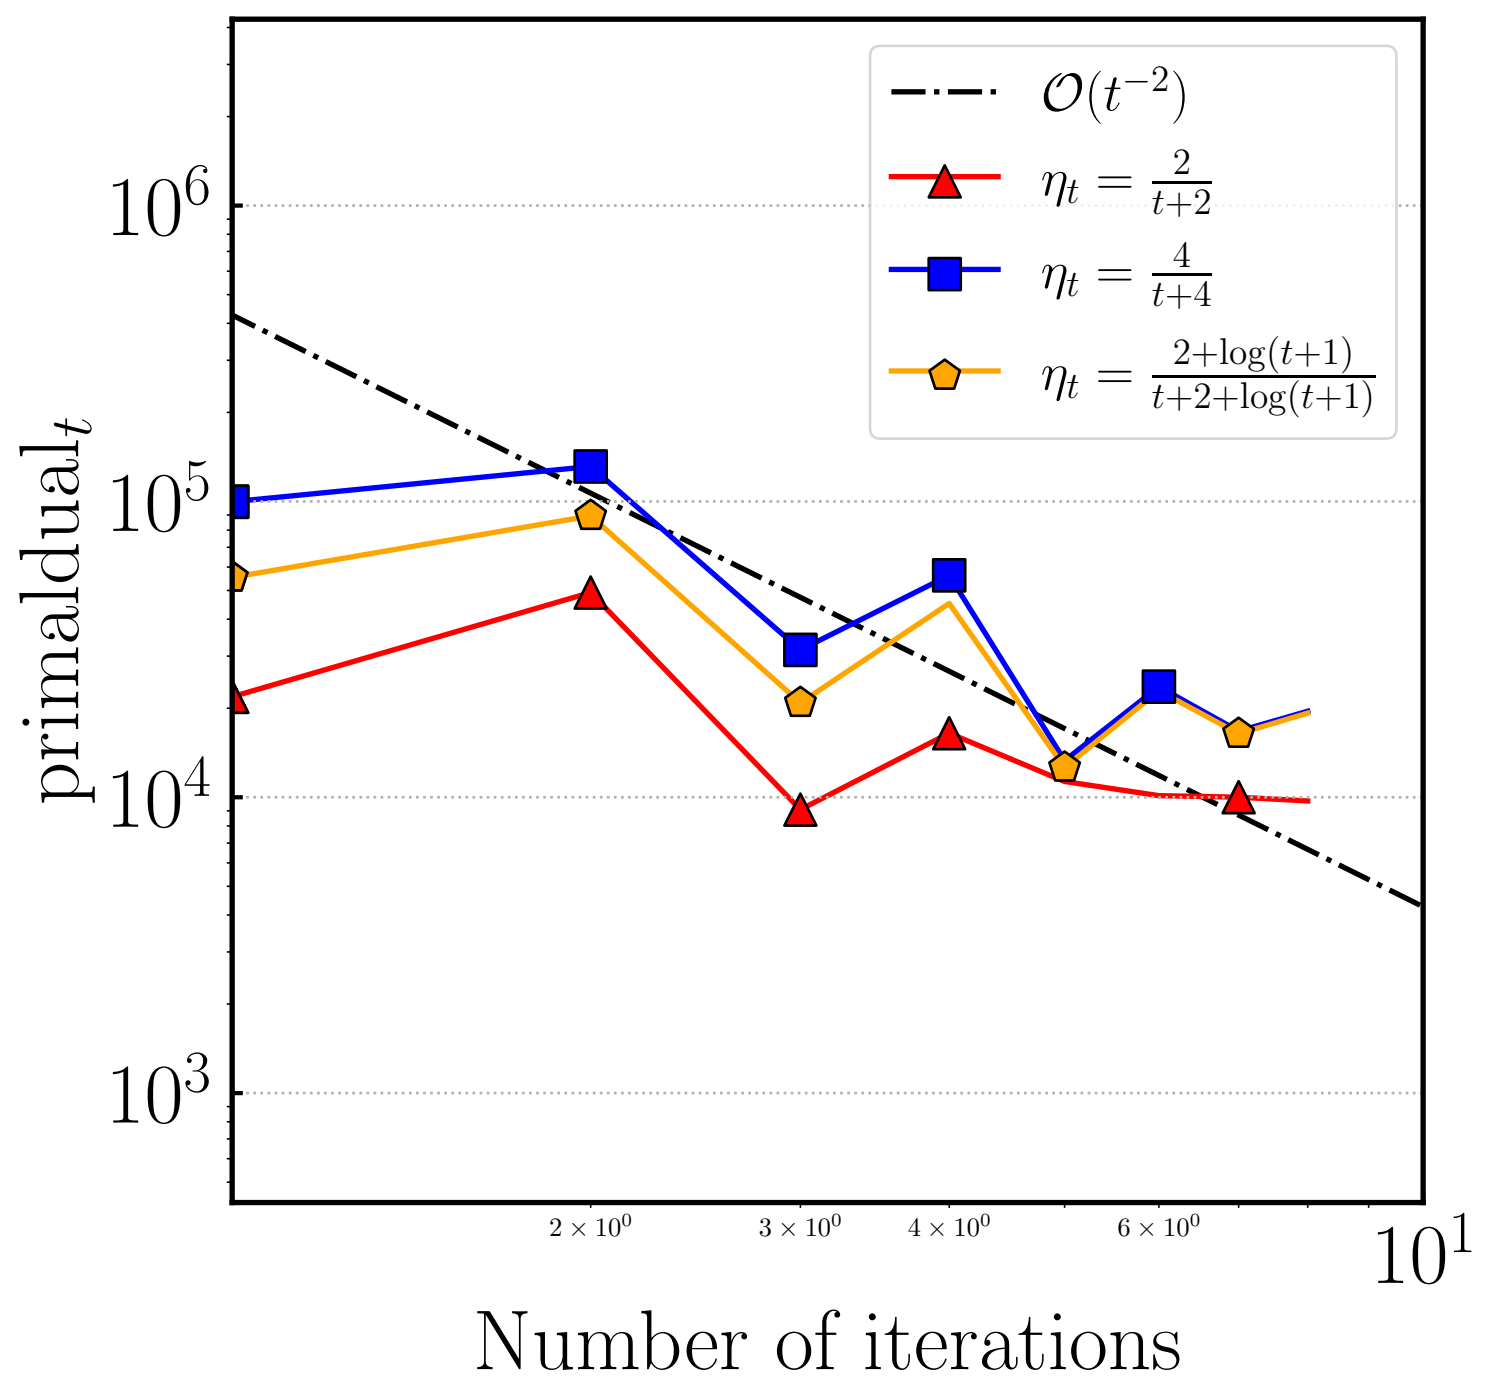 𝒪(t⁻²)
ηₜ = 2/(t+2)
ηₜ = 4/(t+4)
ηₜ = (2+log(t+1))/(t+2+log(t+1))
10⁶
10⁵
10⁴
10³
primaldualₜ
2 × 10⁰ 3 × 10⁰ 4 × 10⁰ 6 × 10⁰
10¹
Number of iterations